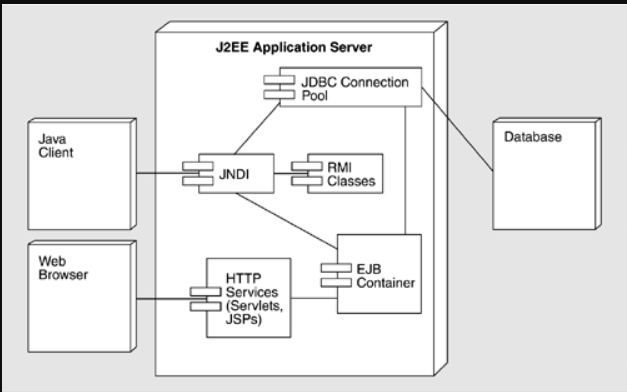 J2EE Application Server
JDBC Connection
Pool
Java
Client
Database
JNDI
RMI
Classes
Web
Browser
HTTP
Services
(Servlets,
JSPs)
EJB
Container